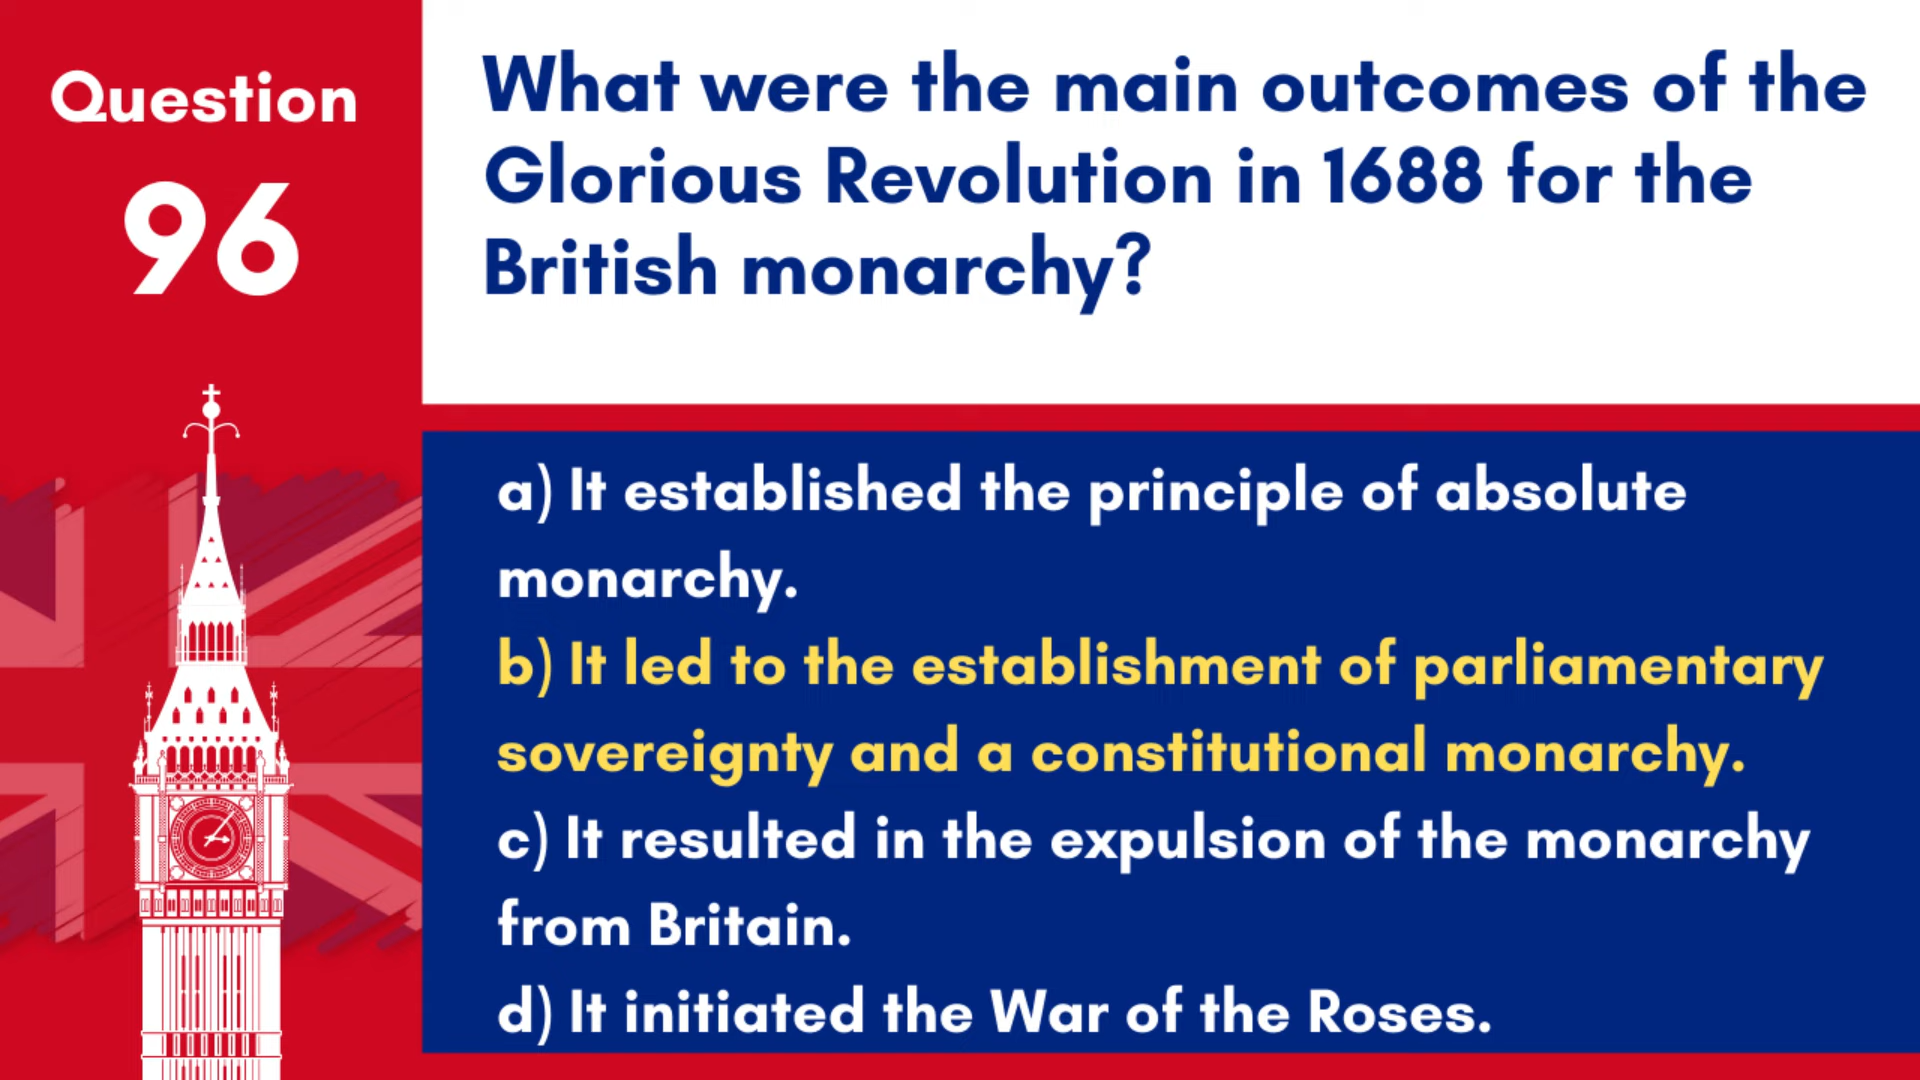 Question
96
What were the main outcomes of the
Glorious Revolution in 1688 for the
British monarchy?
a) It established the principle of absolute
monarchy.
b) It led to the establishment of parliamentary
sovereignty and a constitutional monarchy.
c) It resulted in the expulsion of the monarchy
from Britain.
d) It initiated the War of the Roses.